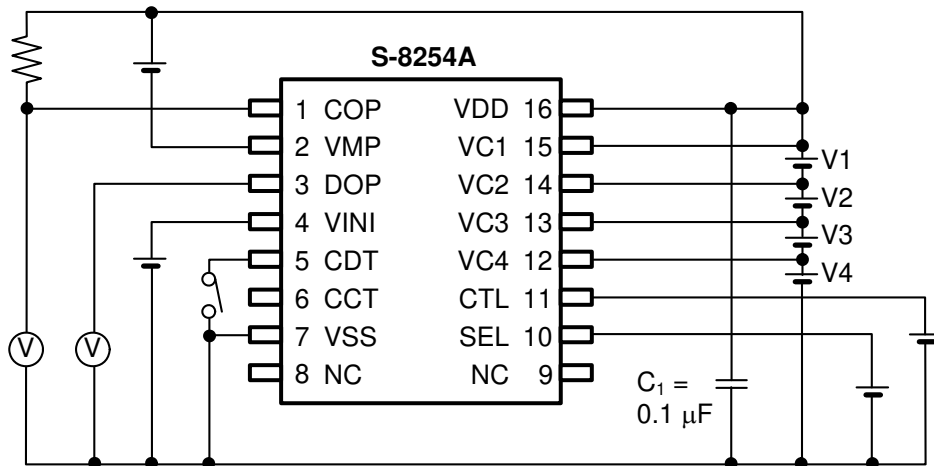 S-8254A
1 COP VDD 16
2 VMP VC1 15
3 DOP VC2 14
4 VINI VC3 13
5 CDT VC4 12
6 CCT CTL 11
7 VSS SEL 10
8 NC NC 9
V1
V2
V3
V4
V
V
C₁ =
0.1 μF